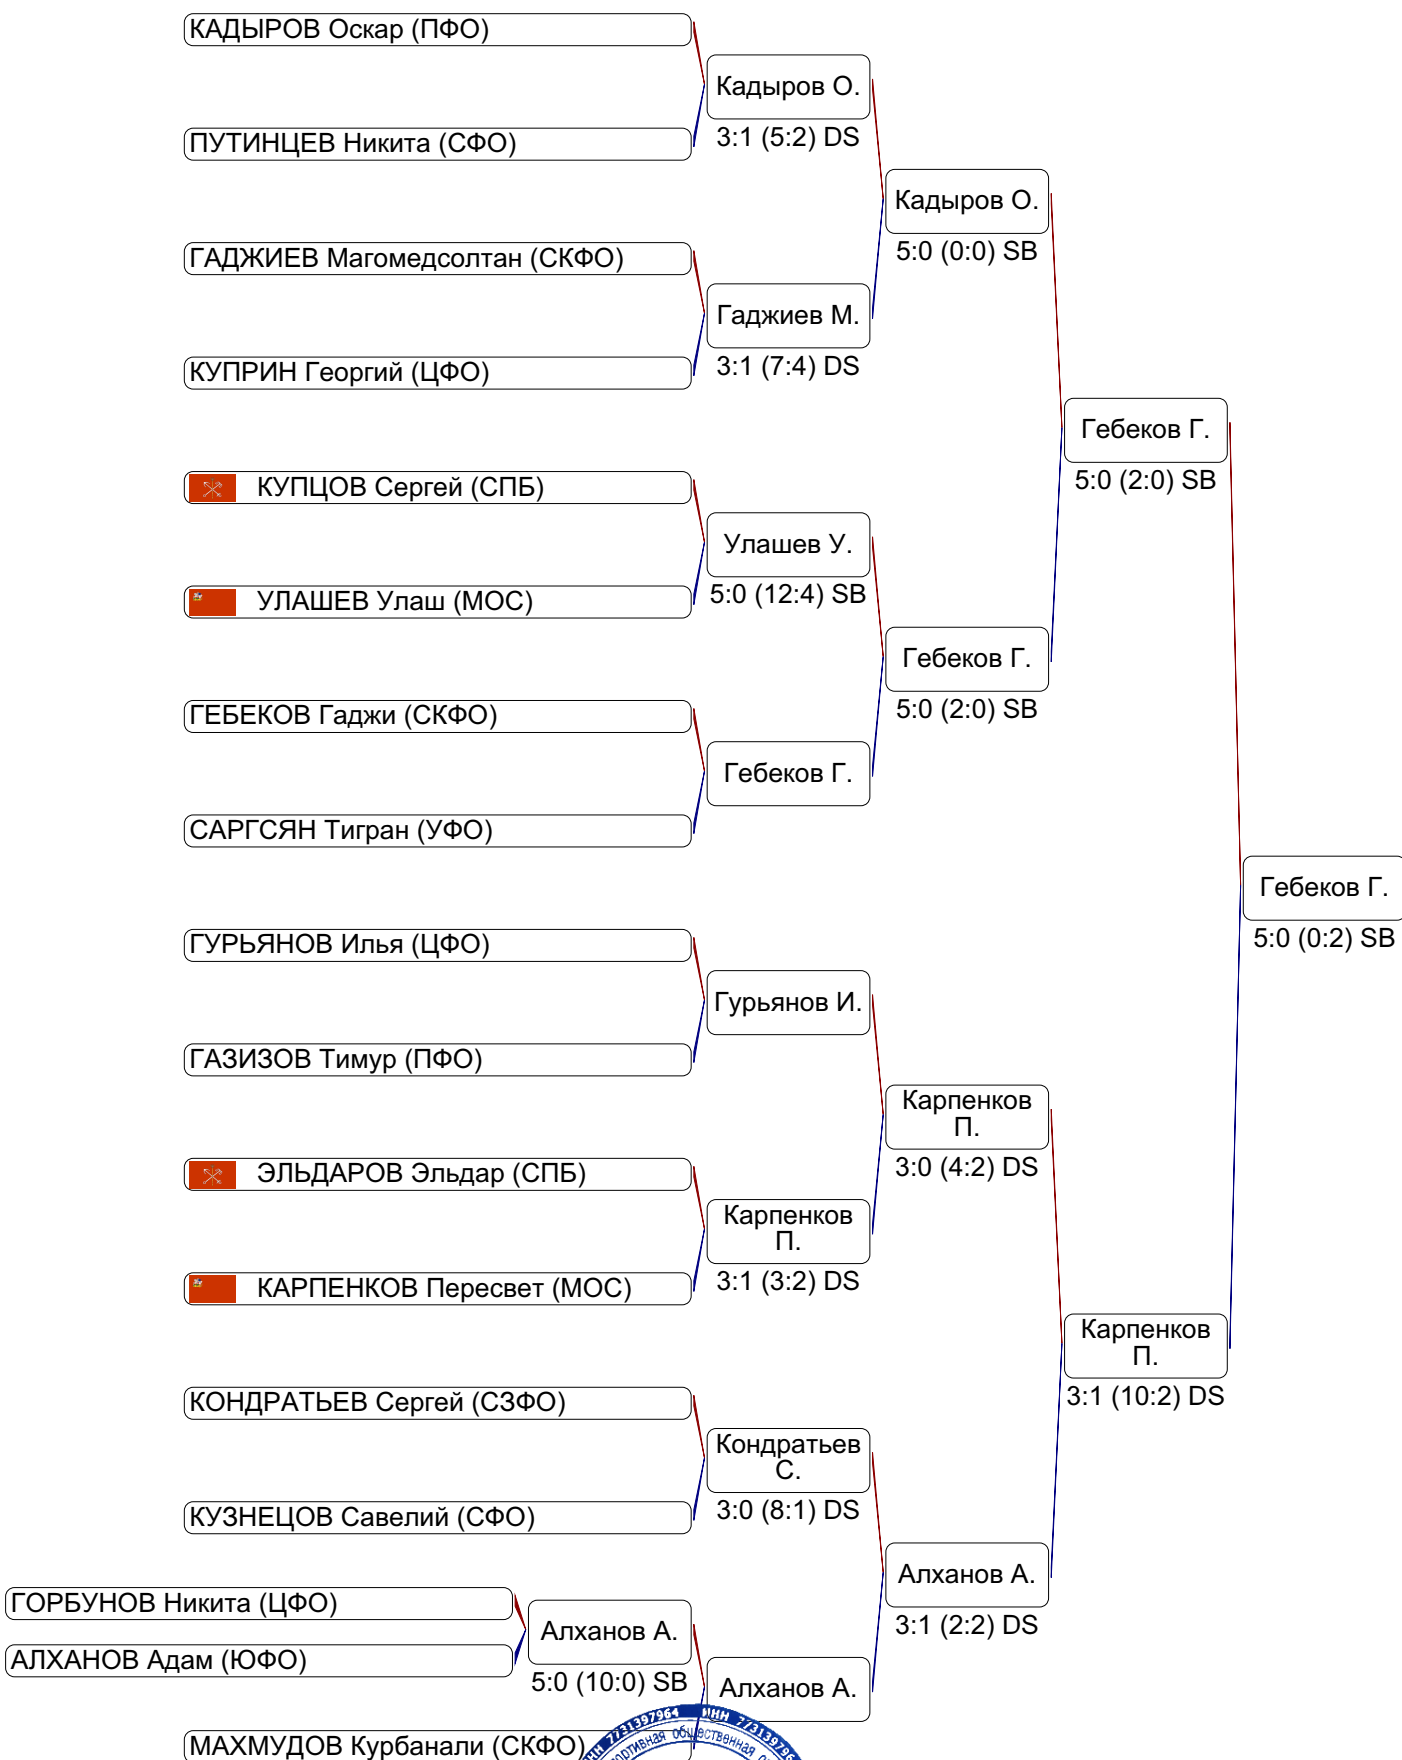 КАДЫРОВ Оскар (ПФО)
Кадыров О.
3:1 (5:2) DS
ПУТИНЦЕВ Никита (СФО)
Кадыров О.
5:0 (0:0) SB
ГАДЖИЕВ Магомедсолтан (СКФО)
Гаджиев М.
3:1 (7:4) DS
КУПРИН Георгий (ЦФО)
Гебеков Г.
5:0 (2:0) SB
КУПЦОВ Сергей (СПБ)
Улашев У.
5:0 (12:4) SB
УЛАШЕВ Улаш (МОС)
Гебеков Г.
5:0 (2:0) SB
ГЕБЕКОВ Гаджи (СКФО)
Гебеков Г.
САРГСЯН Тигран (УФО)
Гебеков Г.
5:0 (0:2) SB
ГУРЬЯНОВ Илья (ЦФО)
Гурьянов И.
ГАЗИЗОВ Тимур (ПФО)
Карпенков
П.
3:0 (4:2) DS
ЭЛЬДАРОВ Эльдар (СПБ)
Карпенков
П.
3:1 (3:2) DS
КАРПЕНКОВ Пересвет (МОС)
Карпенков
П.
3:1 (10:2) DS
КОНДРАТЬЕВ Сергей (СЗФО)
Кондратьев
С.
3:0 (8:1) DS
КУЗНЕЦОВ Савелий (СФО)
Алханов А.
3:1 (2:2) DS
ГОРБУНОВ Никита (ЦФО)
Алханов А.
5:0 (10:0) SB
АЛХАНОВ Адам (ЮФО)
Алханов А.
МАХМУДОВ Курбанали (СКФО)